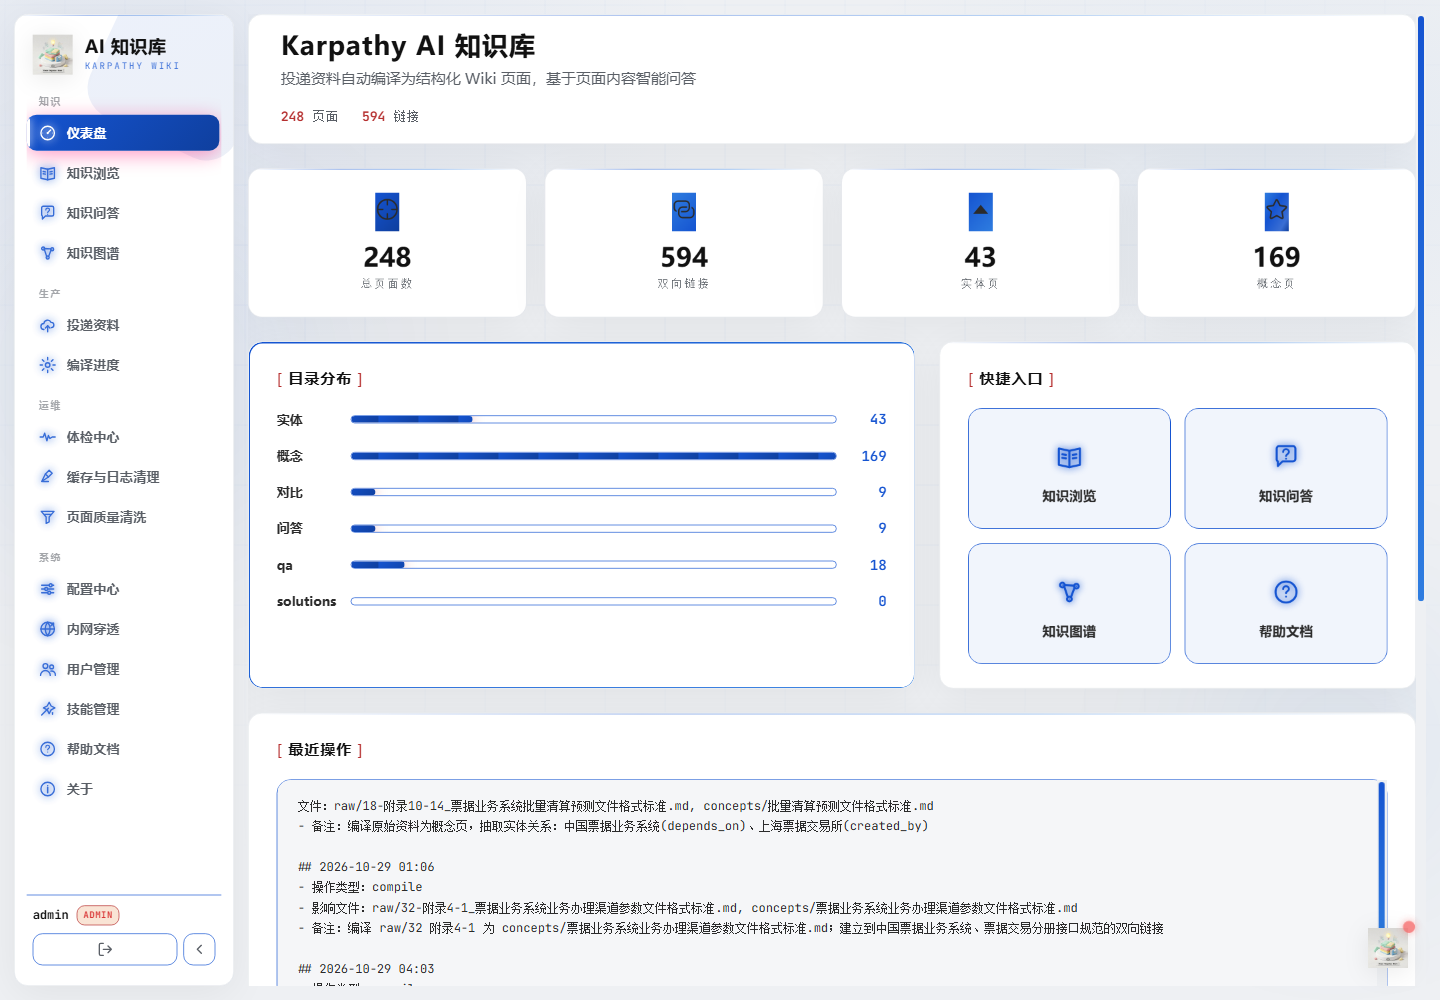 AI 知识库
KARPATHY WIKI
知识
仪表盘
知识浏览
知识问答
知识图谱
生产
投递资料
编译进度
运维
体检中心
缓存与日志清理
页面质量清洗
系统
配置中心
内网穿透
用户管理
技能管理
帮助文档
关于
admin ADMIN
Karpathy AI 知识库
投递资料自动编译为结构化 Wiki 页面，基于页面内容智能问答
248 页面 594 链接
248
总页面数
594
双向链接
43
实体页
169
概念页
[ 目录分布 ]
实体 43
概念 169
对比 9
问答 9
qa 18
solutions 0
[ 快捷入口 ]
知识浏览
知识问答
知识图谱
帮助文档
[ 最近操作 ]
文件: raw/18-附录10-14_票据业务系统批量清算预测文件格式标准.md, concepts/批量清算预测文件格式标准.md
- 备注: 编译原始资料为概念页，抽取实体关系: 中国票据业务系统(depends_on)、上海票据交易所(created_by)
## 2026-10-29 01:06
- 操作类型: compile
- 影响文件: raw/32-附录4-1_票据业务系统业务办理渠道参数文件格式标准.md, concepts/票据业务系统业务办理渠道参数文件格式标准.md
- 备注: 编译 raw/32 附录4-1 为 concepts/票据业务系统业务办理渠道参数文件格式标准.md；建立到中国票据业务系统、票据交易分册接口规范的双向链接
## 2026-10-29 04:03